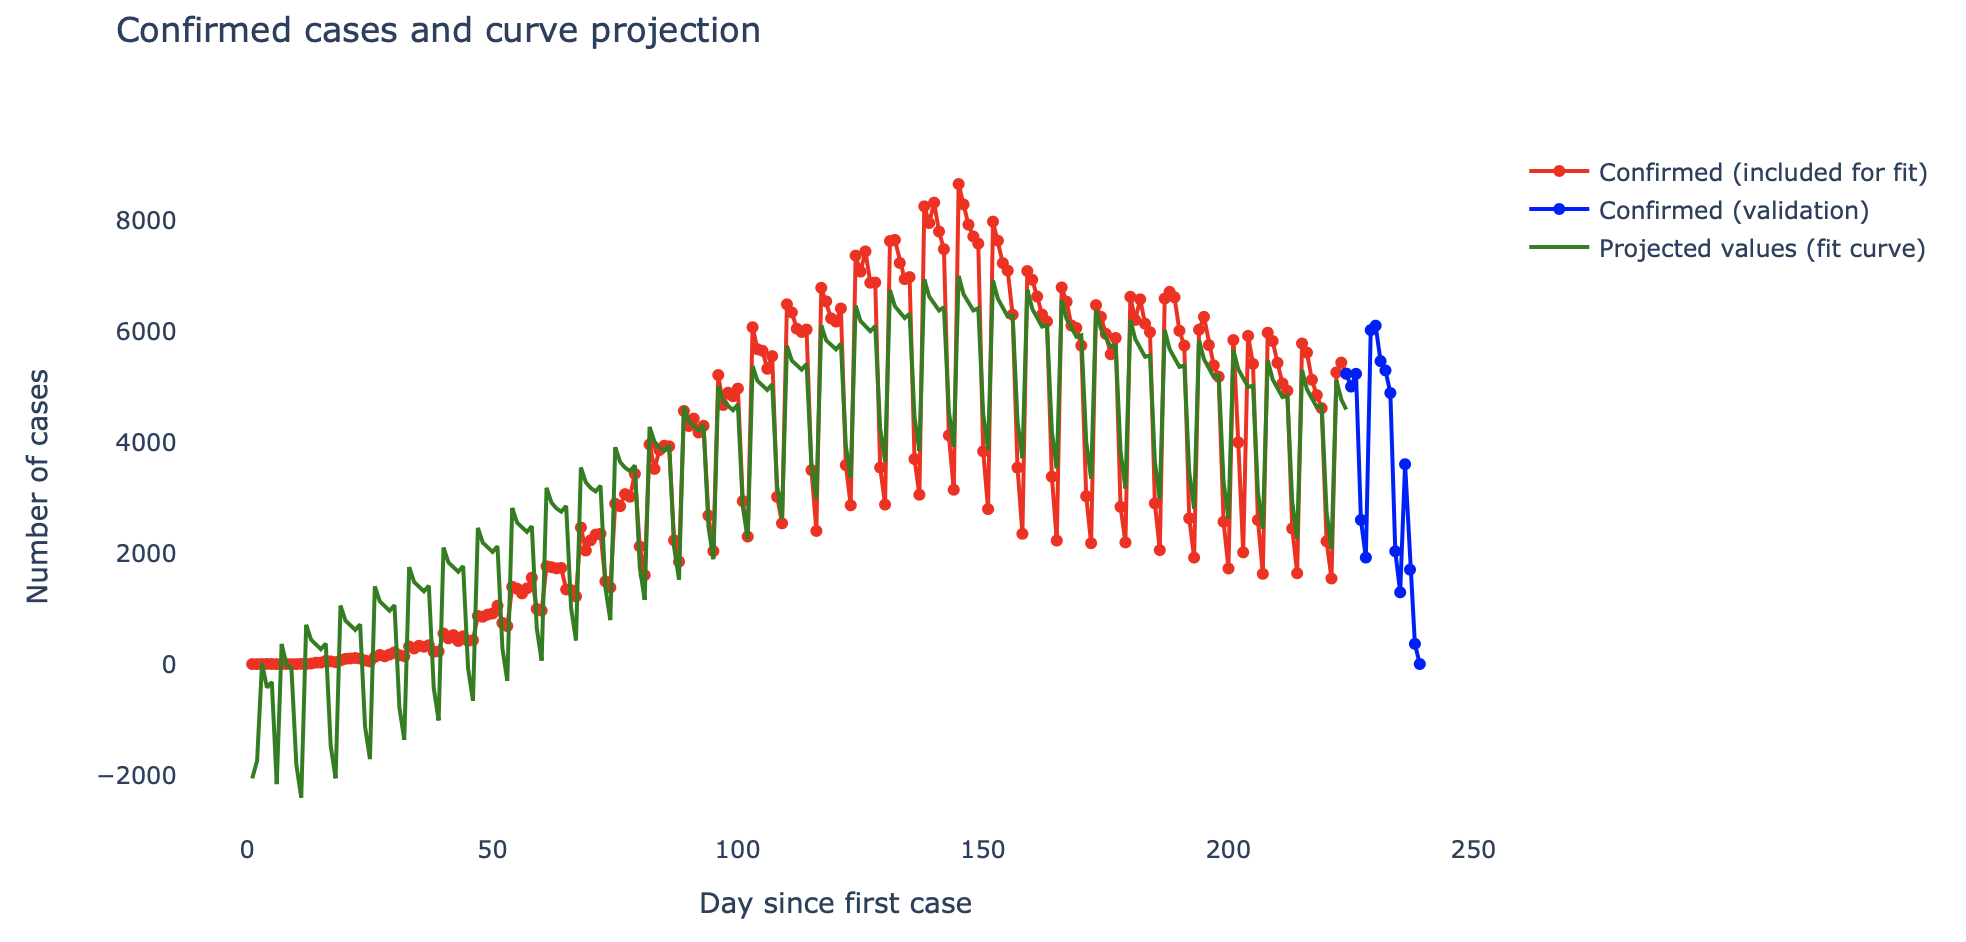 Confirmed cases and curve projection
Confirmed (included for fit)
Confirmed (validation)
Projected values (fit curve)
Number of cases
8000
6000
4000
2000
0
−2000
0 50 100 150 200 250
Day since first case